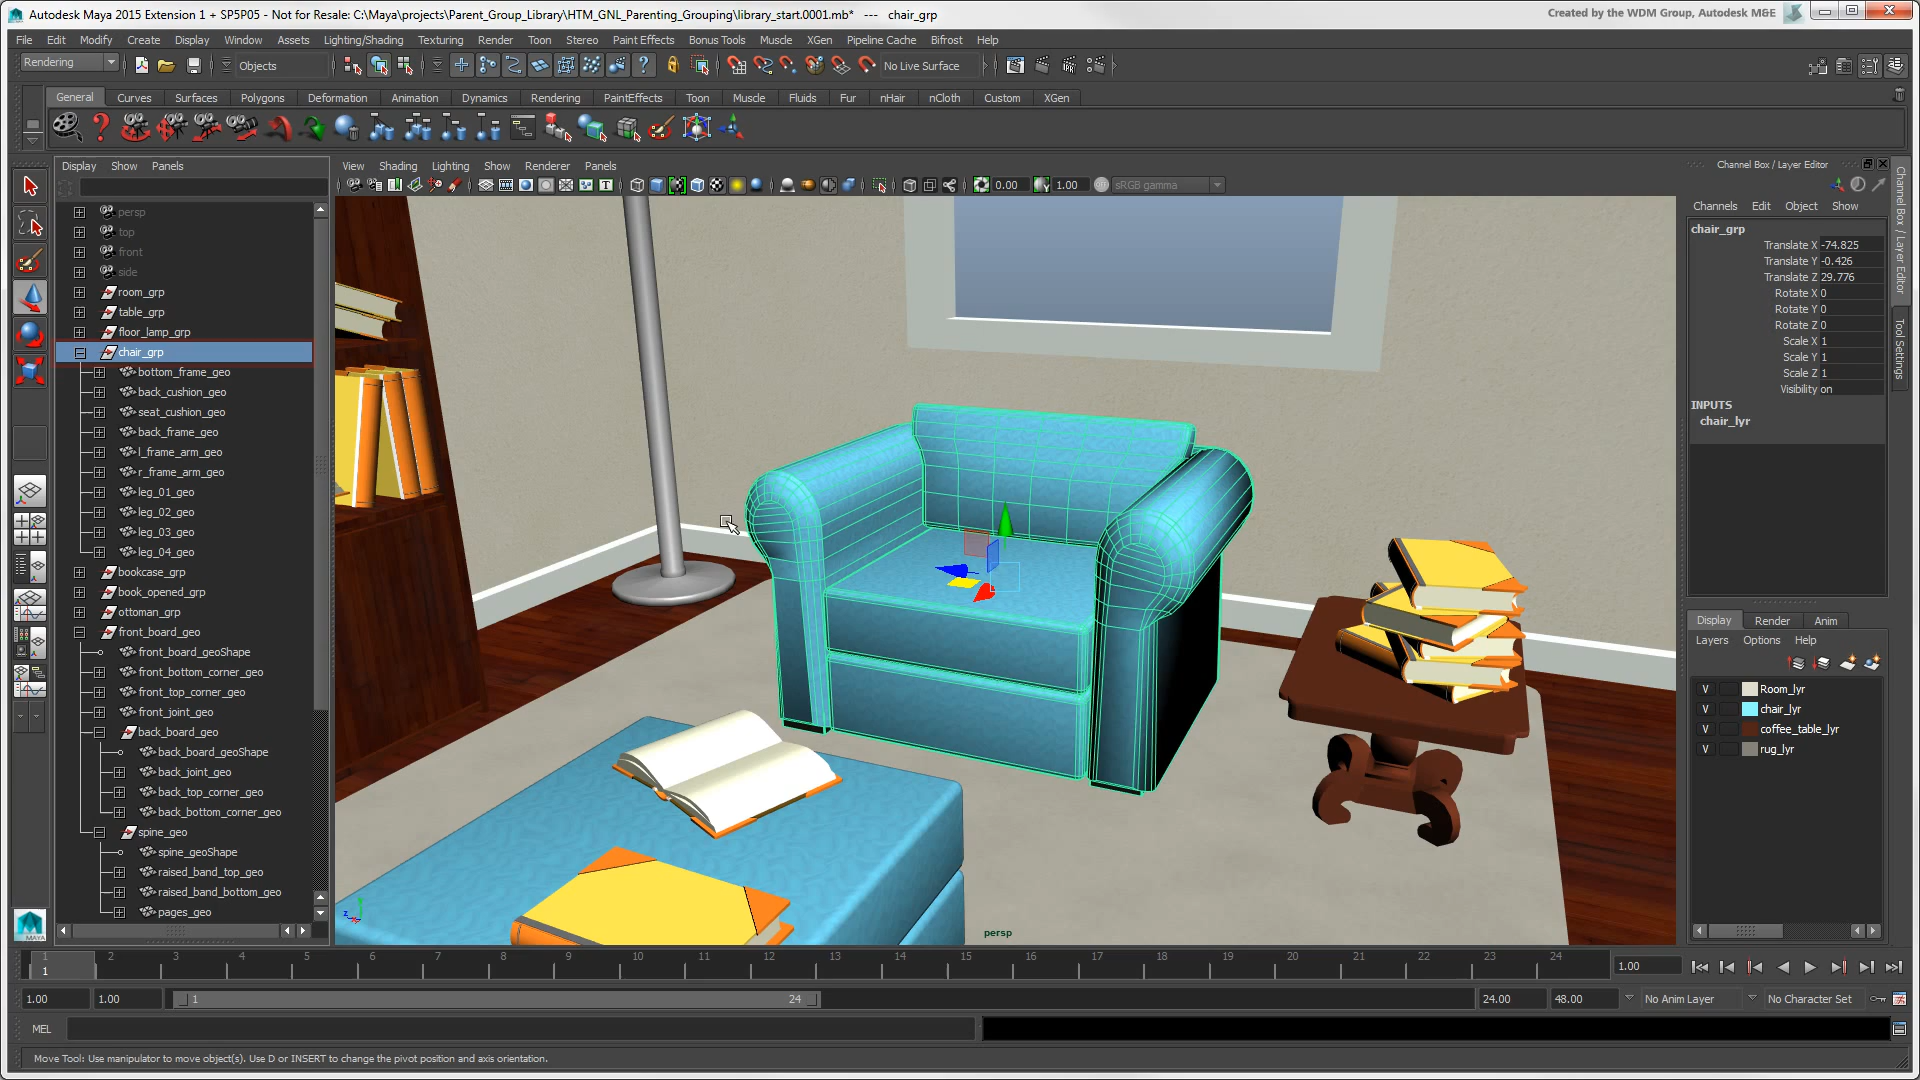 Autodesk Maya 2015 Extension 1 + SP5P05 - Not for Resale: C:\Maya\projects\Parent_Group_Library\HTM_GNL_Parenting_Grouping\library_start.0001.mb*   ---   chair_grp
Created by the WDM Group, Autodesk M&E
File Edit Modify Create Display Window Assets Lighting/Shading Texturing Render Toon Stereo Paint Effects Bonus Tools Muscle XGen Pipeline Cache Bifrost Help
Rendering Objects No Live Surface
General Curves Surfaces Polygons Deformation Animation Dynamics Rendering PaintEffects Toon Muscle Fluids Fur nHair nCloth Custom XGen
Display Show Panels
View Shading Lighting Show Renderer Panels
0.00 1.00 sRGB gamma
persp
top
front
side
room_grp
table_grp
floor_lamp_grp
chair_grp
bottom_frame_geo
back_cushion_geo
seat_cushion_geo
back_frame_geo
l_frame_arm_geo
r_frame_arm_geo
leg_01_geo
leg_02_geo
leg_03_geo
leg_04_geo
bookcase_grp
book_opened_grp
ottoman_grp
front_board_geo
front_board_geoShape
front_bottom_corner_geo
front_top_corner_geo
front_joint_geo
back_board_geo
back_board_geoShape
back_joint_geo
back_top_corner_geo
back_bottom_corner_geo
spine_geo
spine_geoShape
raised_band_top_geo
raised_band_bottom_geo
pages_geo
MAYA
z
persp
Channel Box / Layer Editor
Channels Edit Object Show
chair_grp
Translate X -74.825
Translate Y -0.426
Translate Z 29.776
Rotate X 0
Rotate Y 0
Rotate Z 0
Scale X 1
Scale Y 1
Scale Z 1
Visibility on
INPUTS
chair_lyr
Channel Box / Layer Editor
Tool Settings
Display Render Anim
Layers Options Help
V Room_lyr
V chair_lyr
V coffee_table_lyr
V rug_lyr
1 2 3 4 5 6 7 8 9 10 11 12 13 14 15 16 17 18 19 20 21 22 23 24
1 1.00
1.00 1.00 1 24 24.00 48.00 No Anim Layer No Character Set
MEL
Move Tool: Use manipulator to move object(s). Use D or INSERT to change the pivot position and axis orientation.